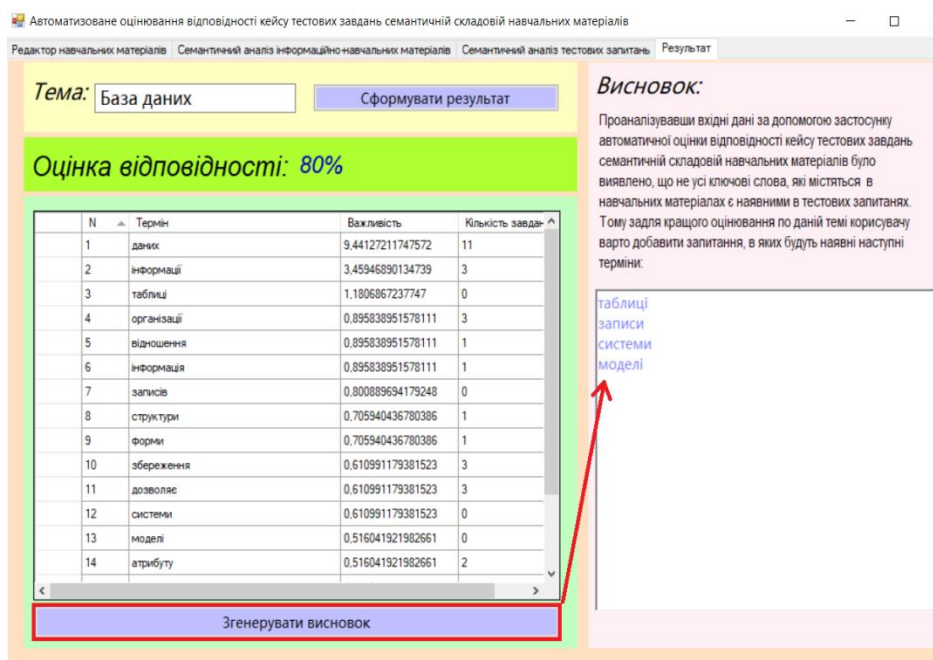 Автоматизоване оцінювання відповідності кейсу тестових завдань семантичній складовій навчальних матеріалів
Редактор навчальних матеріалів Семантичний аналіз інформаційно-навчальних матеріалів Семантичний аналіз тестових запитань Результат
Тема: База даних Сформувати результат
Оцінка відповідності: 80%
N Термін Важливість Кількість завдан
1 даних 9,44127211747572 11
2 інформації 3,45946890134739 3
3 таблиці 1,1806867237747 0
4 організації 0,895838951578111 3
5 відношення 0,895838951578111 1
6 інформація 0,895838951578111 1
7 записів 0,800889694179248 0
8 структури 0,705940436780386 1
9 форми 0,705940436780386 1
10 збереження 0,610991179381523 3
11 дозволяє 0,610991179381523 3
12 системи 0,610991179381523 0
13 моделі 0,516041921982661 0
14 атрибуту 0,516041921982661 2
Згенерувати висновок
Висновок:
Проаналізувавши вхідні дані за допомогою застосунку
автоматичної оцінки відповідності кейсу тестових завдань
семантичній складовій навчальних матеріалів було
виявлено, що не усі ключові слова, які містяться в
навчальних матеріалах є наявними в тестових запитанях.
Тому задля кращого оцінювання по даній темі корисувачу
варто добавити запитання, в яких будуть наявні наступні
терміни:
таблиці
записи
системи
моделі